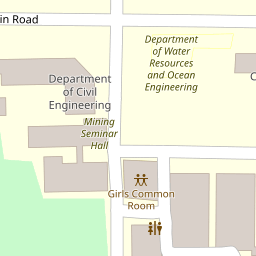 in Road
Department
of Water
Resources
and Ocean
Engineering
Department
of Civil
Engineering
Mining
Seminar
Hall
Girls Common
Room